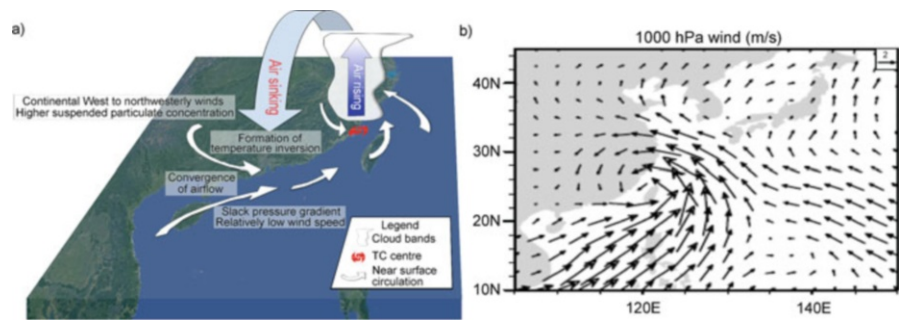 a)
Air sinking
Air rising
Continental West to northwesterly winds
Higher suspended particulate concentration
Formation of
temperature inversion
Convergence
of airflow
Slack pressure gradient
Relatively low wind speed
Legend
Cloud bands
TC centre
Near surface
circulation
b)
1000 hPa wind (m/s)
2
40N
30N
20N
10N
120E
140E